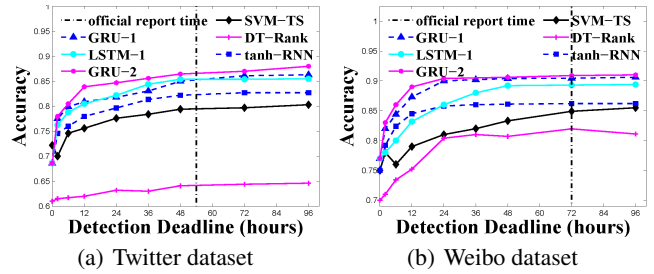 official report time
GRU−1
LSTM−1
GRU−2
SVM−TS
DT−Rank
tanh−RNN
Accuracy
0.95
0.9
0.85
0.8
0.75
0.7
0.65
0.6
0 12 24 36 48 60 72 84 96
Detection Deadline (hours)
(a) Twitter dataset
official report time
GRU−1
LSTM−1
GRU−2
SVM−TS
DT−Rank
tanh−RNN
Accuracy
1
0.95
0.9
0.85
0.8
0.75
0.7
0 12 24 36 48 60 72 84 96
Detection Deadline (hours)
(b) Weibo dataset